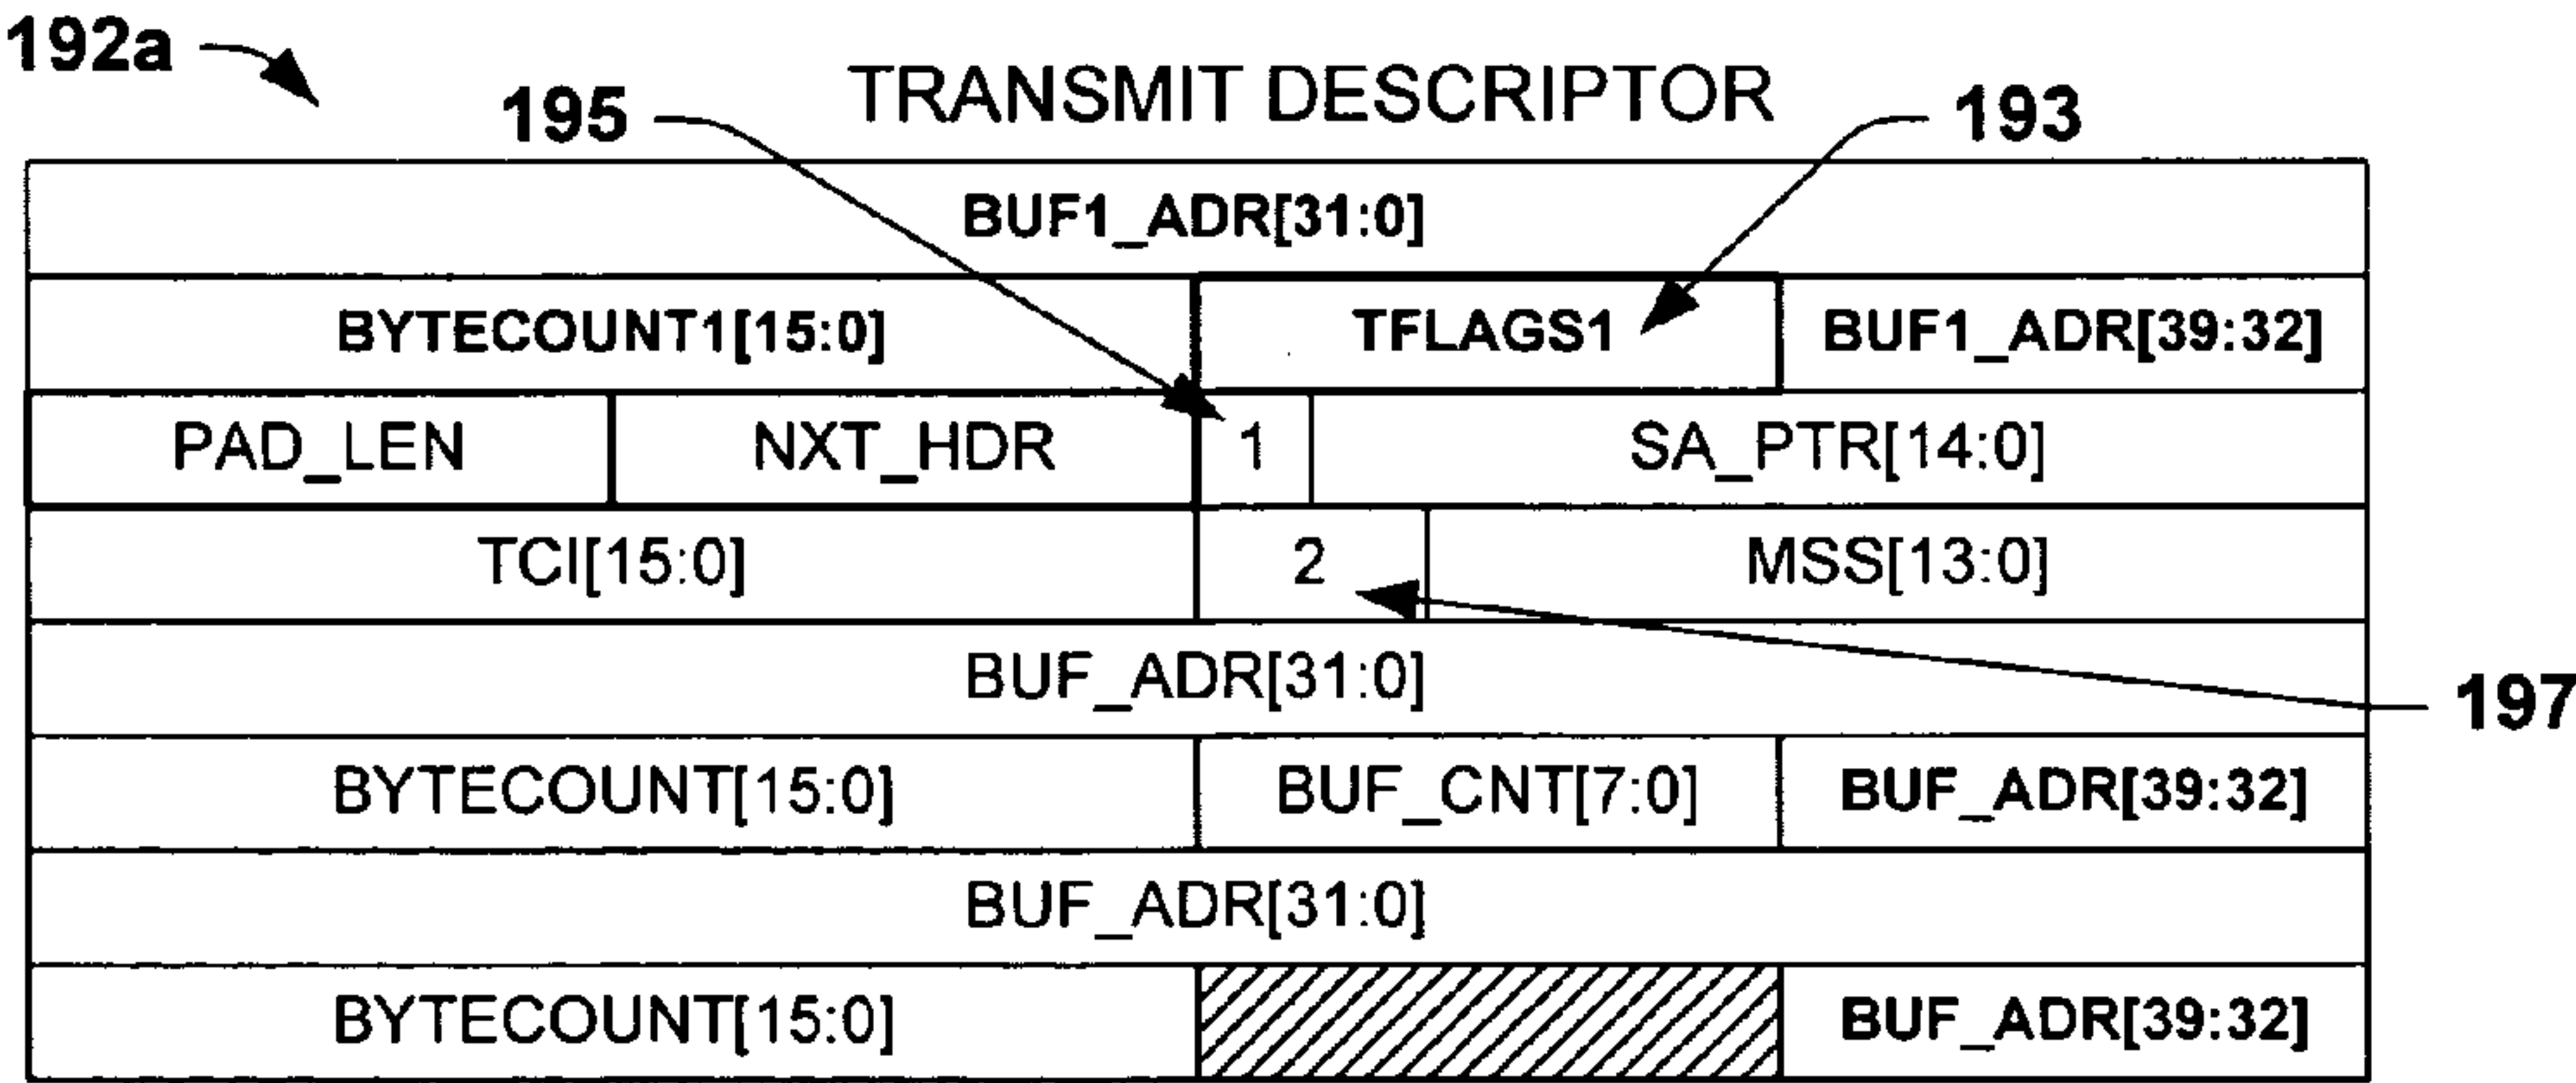 192a
TRANSMIT DESCRIPTOR
195
193
BUF1_ADR[31:0]
BYTECOUNT1[15:0] TFLAGS1 BUF1_ADR[39:32]
PAD_LEN NXT_HDR 1 SA_PTR[14:0]
TCI[15:0] 2 MSS[13:0]
BUF_ADR[31:0]
197
BYTECOUNT[15:0] BUF_CNT[7:0] BUF_ADR[39:32]
BUF_ADR[31:0]
BYTECOUNT[15:0] BUF_ADR[39:32]